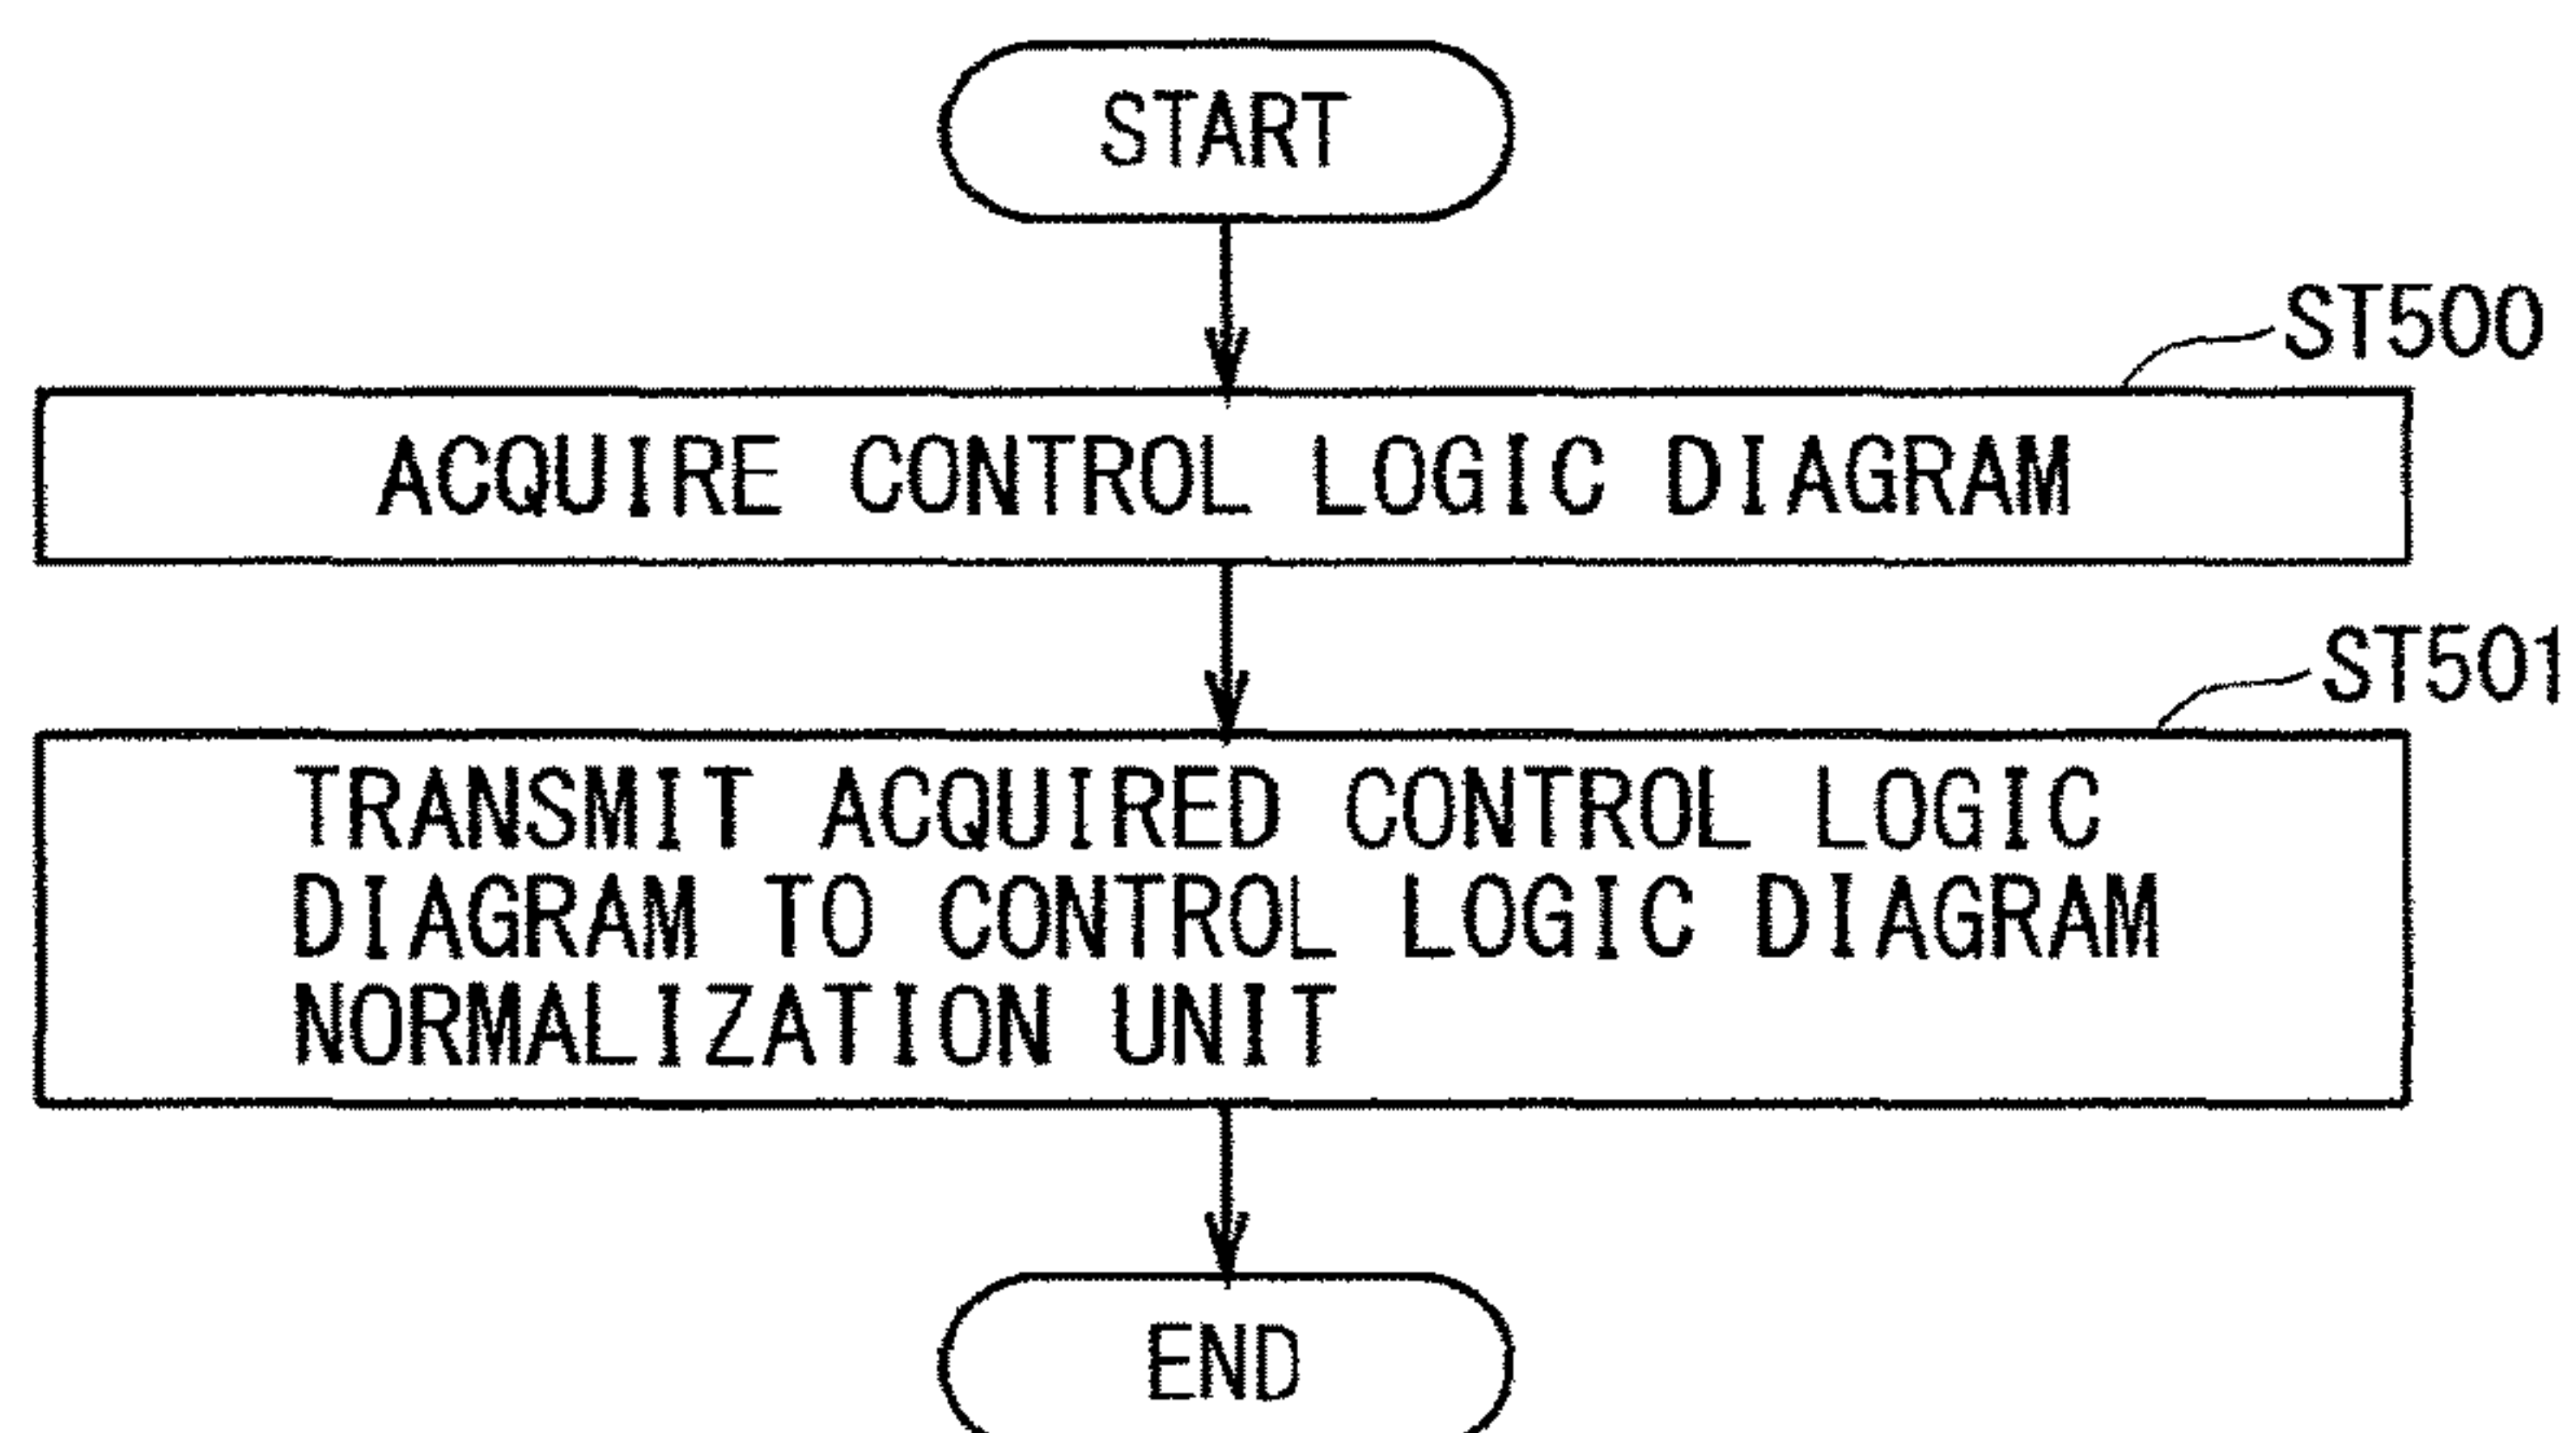 START
ST500
ACQUIRE CONTROL LOGIC DIAGRAM
ST501
TRANSMIT ACQUIRED CONTROL LOGIC
DIAGRAM TO CONTROL LOGIC DIAGRAM
NORMALIZATION UNIT
END